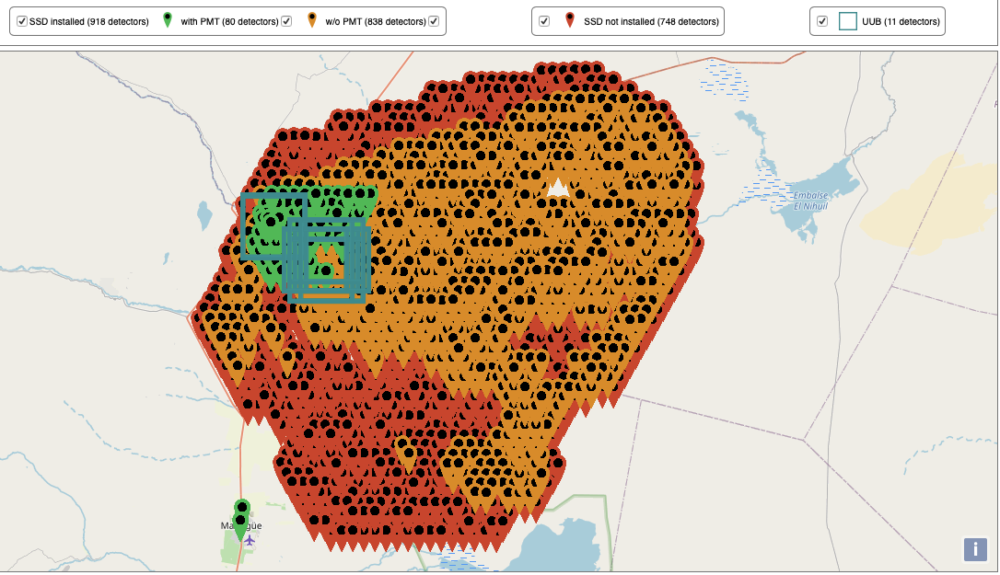 SSD installed (918 detectors) with PMT (80 detectors) w/o PMT (838 detectors) SSD not installed (748 detectors) UUB (11 detectors)
Embalse
El Nihuil
i